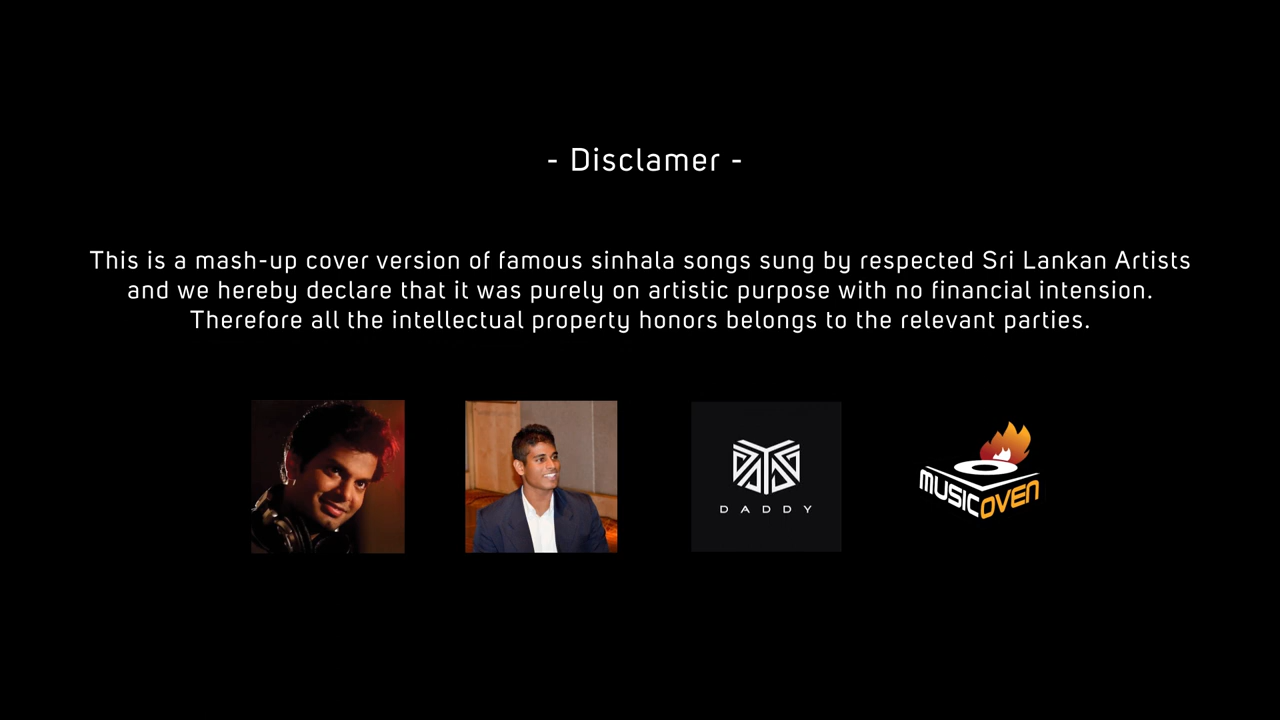 - Disclamer -
This is a mash-up cover version of famous sinhala songs sung by respected Sri Lankan Artists
and we hereby declare that it was purely on artistic purpose with no financial intension.
Therefore all the intellectual property honors belongs to the relevant parties.
DADDY
MUSICOVEN